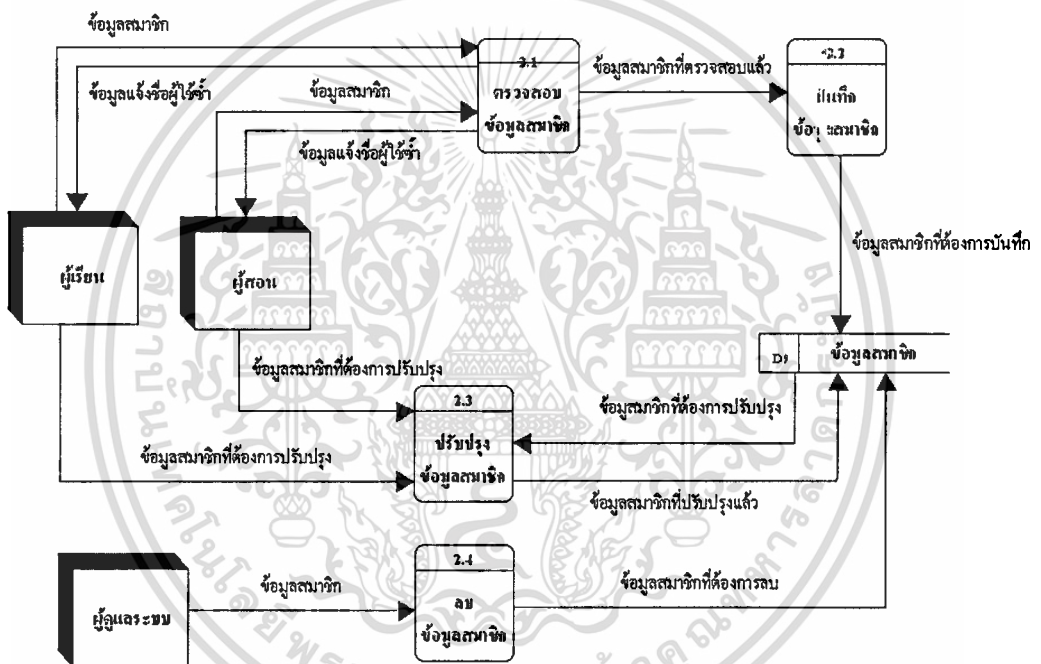 ข้อมูลสมาชิก
ข้อมูลแจ้งชื่อผู้ใช้ซ้ำ
ข้อมูลสมาชิก
ข้อมูลแจ้งชื่อผู้ใช้ซ้ำ
3.1
ตรวจสอบ
ข้อมูลสมาชิก
ข้อมูลสมาชิกที่ตรวจสอบแล้ว
บันทึก
ข้อมูลสมาชิก
ข้อมูลสมาชิกที่ต้องการบันทึก
ผู้เรียน
ผู้สอน
D1
ข้อมูลสมาชิก
ข้อมูลสมาชิกที่ต้องการปรับปรุง
ข้อมูลสมาชิกที่ต้องการปรับปรุง
2.3
ปรับปรุง
ข้อมูลสมาชิก
ข้อมูลสมาชิกที่ต้องการปรับปรุง
ข้อมูลสมาชิกที่ปรับปรุงแล้ว
ผู้ดูแลระบบ
ข้อมูลสมาชิก
2.4
ลบ
ข้อมูลสมาชิก
ข้อมูลสมาชิกที่ต้องการลบ